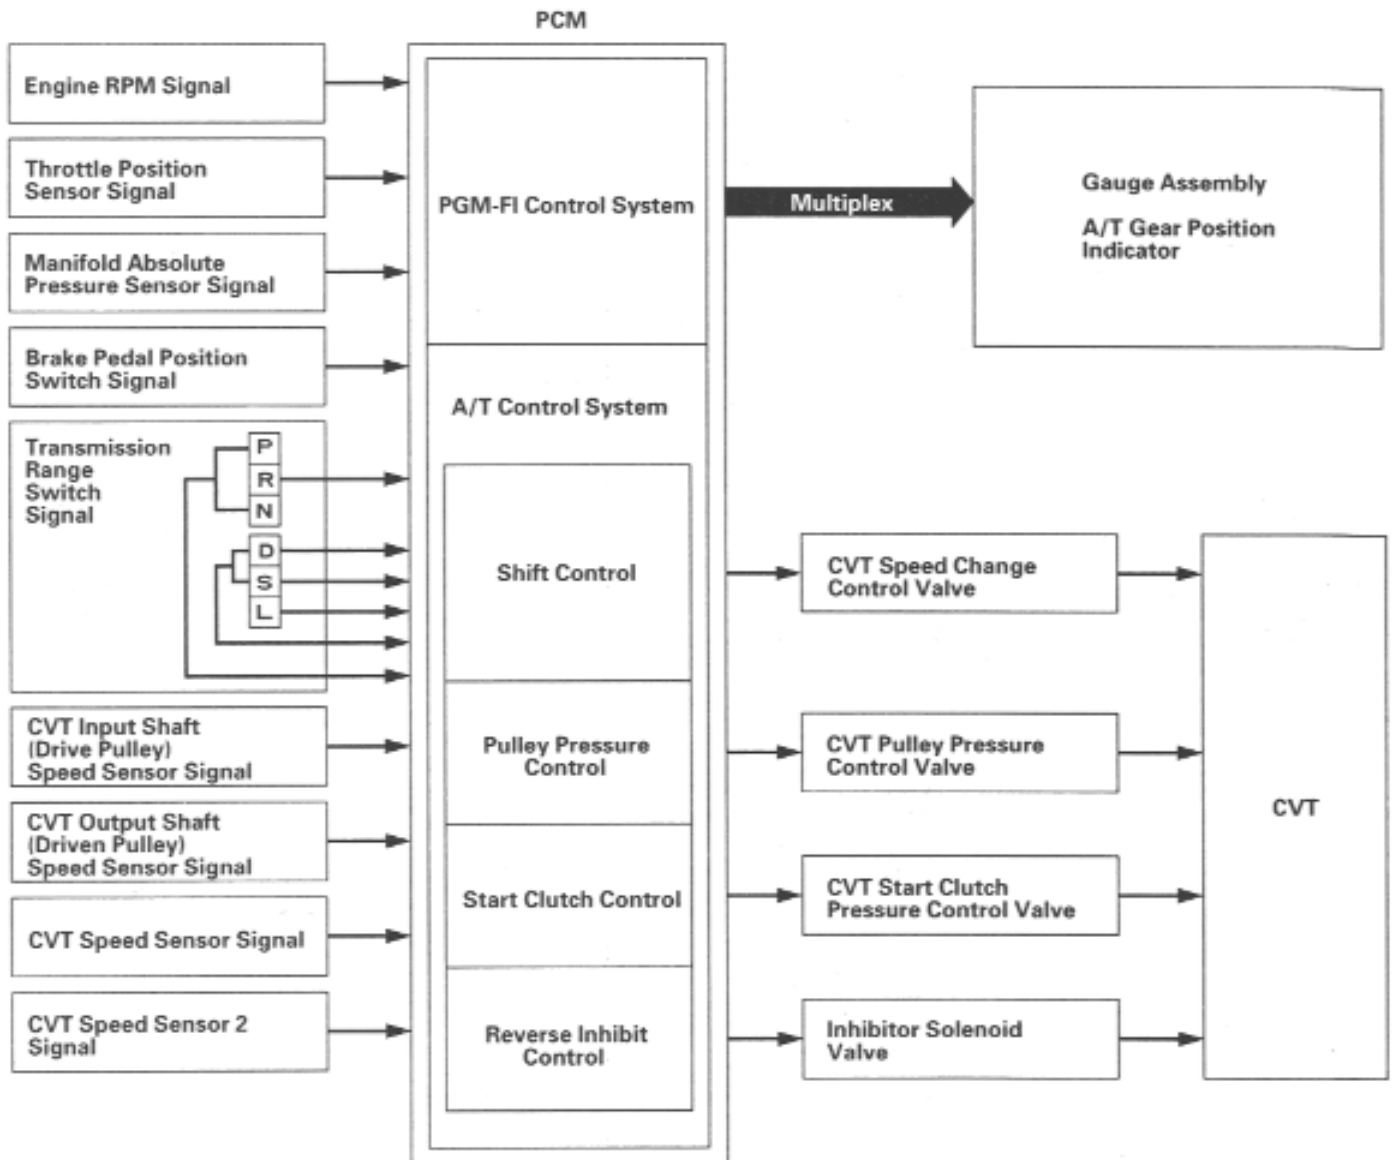 PCM
Engine RPM Signal
Throttle Position
Sensor Signal
Manifold Absolute
Pressure Sensor Signal
Brake Pedal Position
Switch Signal
Transmission
Range
Switch
Signal
P
R
N
D
S
L
CVT Input Shaft
(Drive Pulley)
Speed Sensor Signal
CVT Output Shaft
(Driven Pulley)
Speed Sensor Signal
CVT Speed Sensor Signal
CVT Speed Sensor 2
Signal
PGM-FI Control System
A/T Control System
Shift Control
Pulley Pressure
Control
Start Clutch Control
Reverse Inhibit
Control
Multiplex
Gauge Assembly
A/T Gear Position
Indicator
CVT Speed Change
Control Valve
CVT Pulley Pressure
Control Valve
CVT Start Clutch
Pressure Control Valve
Inhibitor Solenoid
Valve
CVT